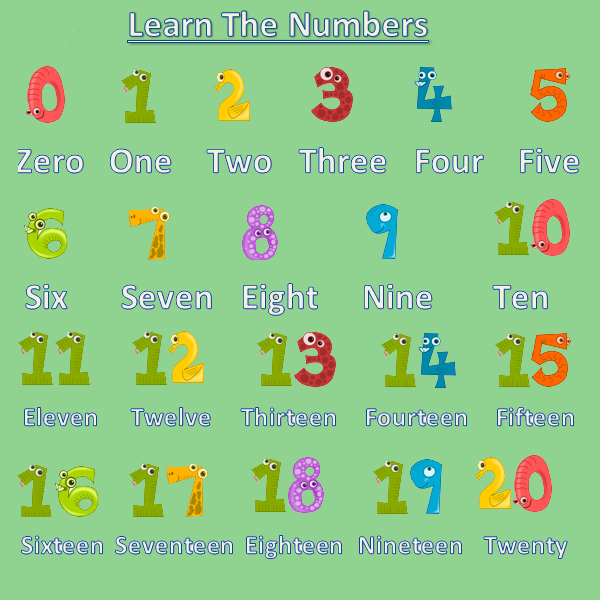 Learn The Numbers
0 1 2 3 4 5
Zero One Two Three Four Five
6 7 8 9 10
Six Seven Eight Nine Ten
11 12 13 14 15
Eleven Twelve Thirteen Fourteen Fifteen
16 17 18 19 20
Sixteen Seventeen Eighteen Nineteen Twenty